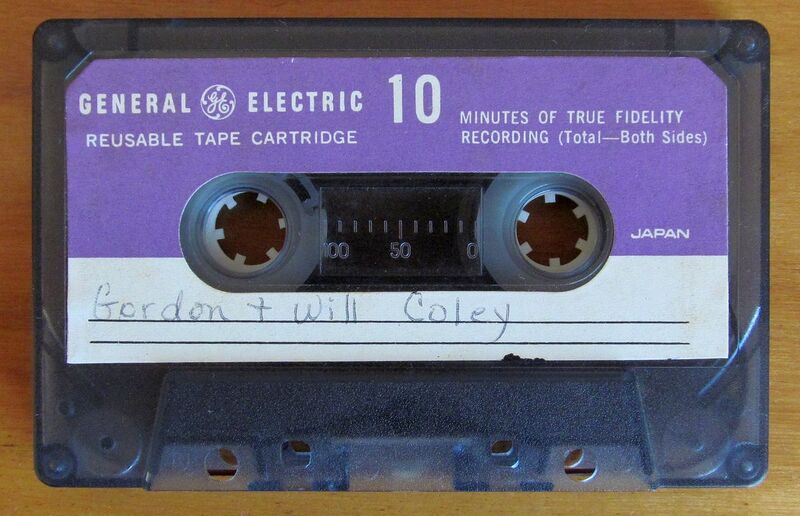 GENERAL GE ELECTRIC 10
REUSABLE TAPE CARTRIDGE
MINUTES OF TRUE FIDELITY
RECORDING (Total—Both Sides)
JAPAN
100 50 0
Gordon + Will Coley